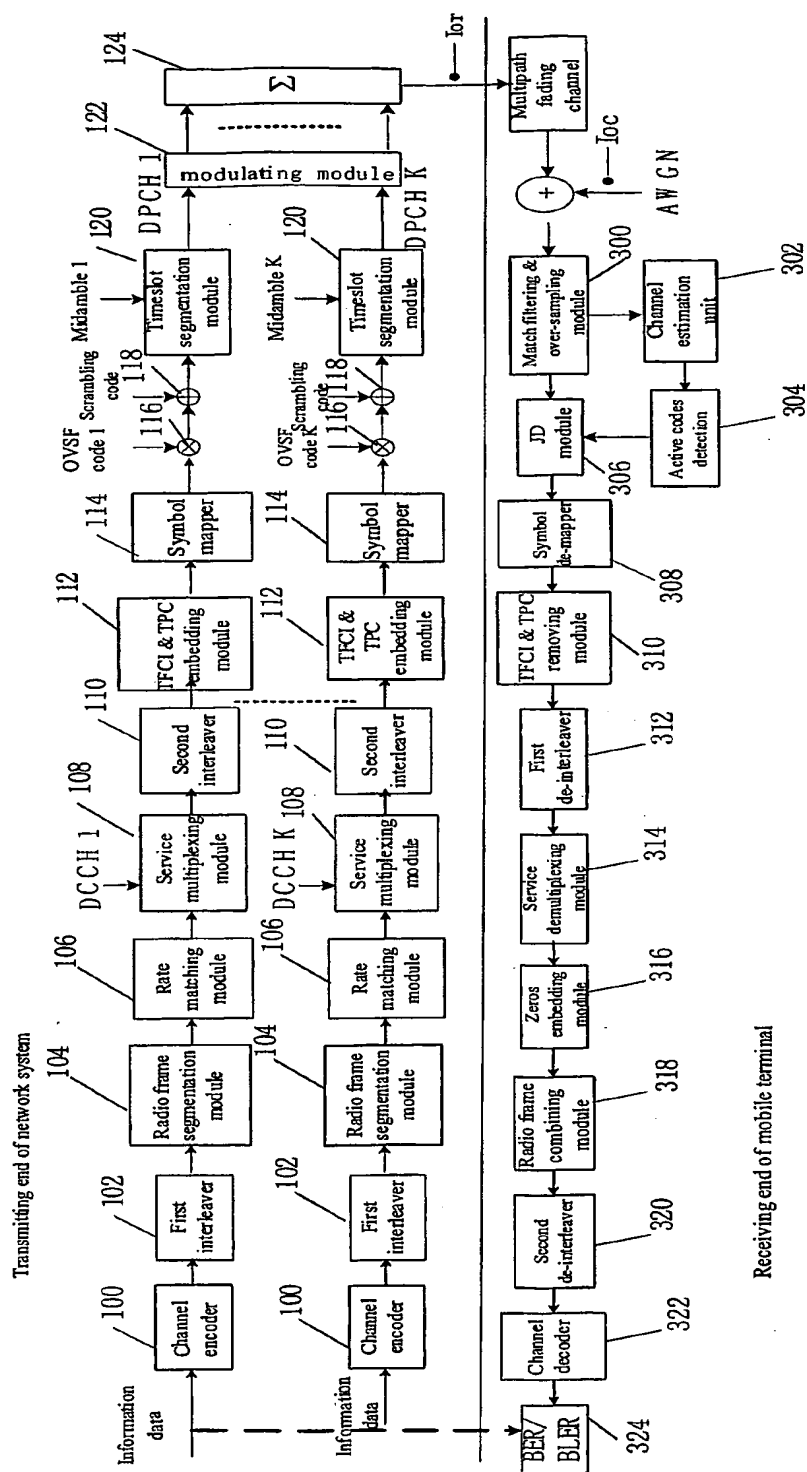 Transmitting end of network system
Information
data
100
Channel
encoder
102
First
interleaver
104
Radio frame
segmentation
module
106
Rate
matching
module
DCCH 1
108
Service
multiplexing
module
110
Second
interleaver
112
TFCI & TPC
embedding
module
114
Symbol
mapper
OVSF
code 1
116
Scrambling
code
118
Midamble 1
120
Timeslot
segmentation
module
DPCH 1
122
modulating module
124
Σ
Ior
Information
data
100
Channel
encoder
102
First
interleaver
104
Radio frame
segmentation
module
106
Rate
matching
module
DCCH K
108
Service
multiplexing
module
110
Second
interleaver
112
TFCI &
TPC
embedding
module
114
Symbol
mapper
OVSF
code K
116
Scrambling
code
118
Midamble K
120
Timeslot
segmentation
module
DPCH K
Multipath
fading
channel
+
Ioc
AWGN
300
Match filtering &
over-sampling
module
302
Channel
estimation
unit
304
Active codes
detection
JD
module
306
Symbol
de-mapper
308
TFCI & TPC
removing
module
310
First
de-interleaver
312
Service
demultiplexing
module
314
Zeros
embedding
module
316
Radio frame
combining
module
318
Second
de-interleaver
320
Channel
decoder
322
BER/
BLER
324
Receiving end of mobile terminal